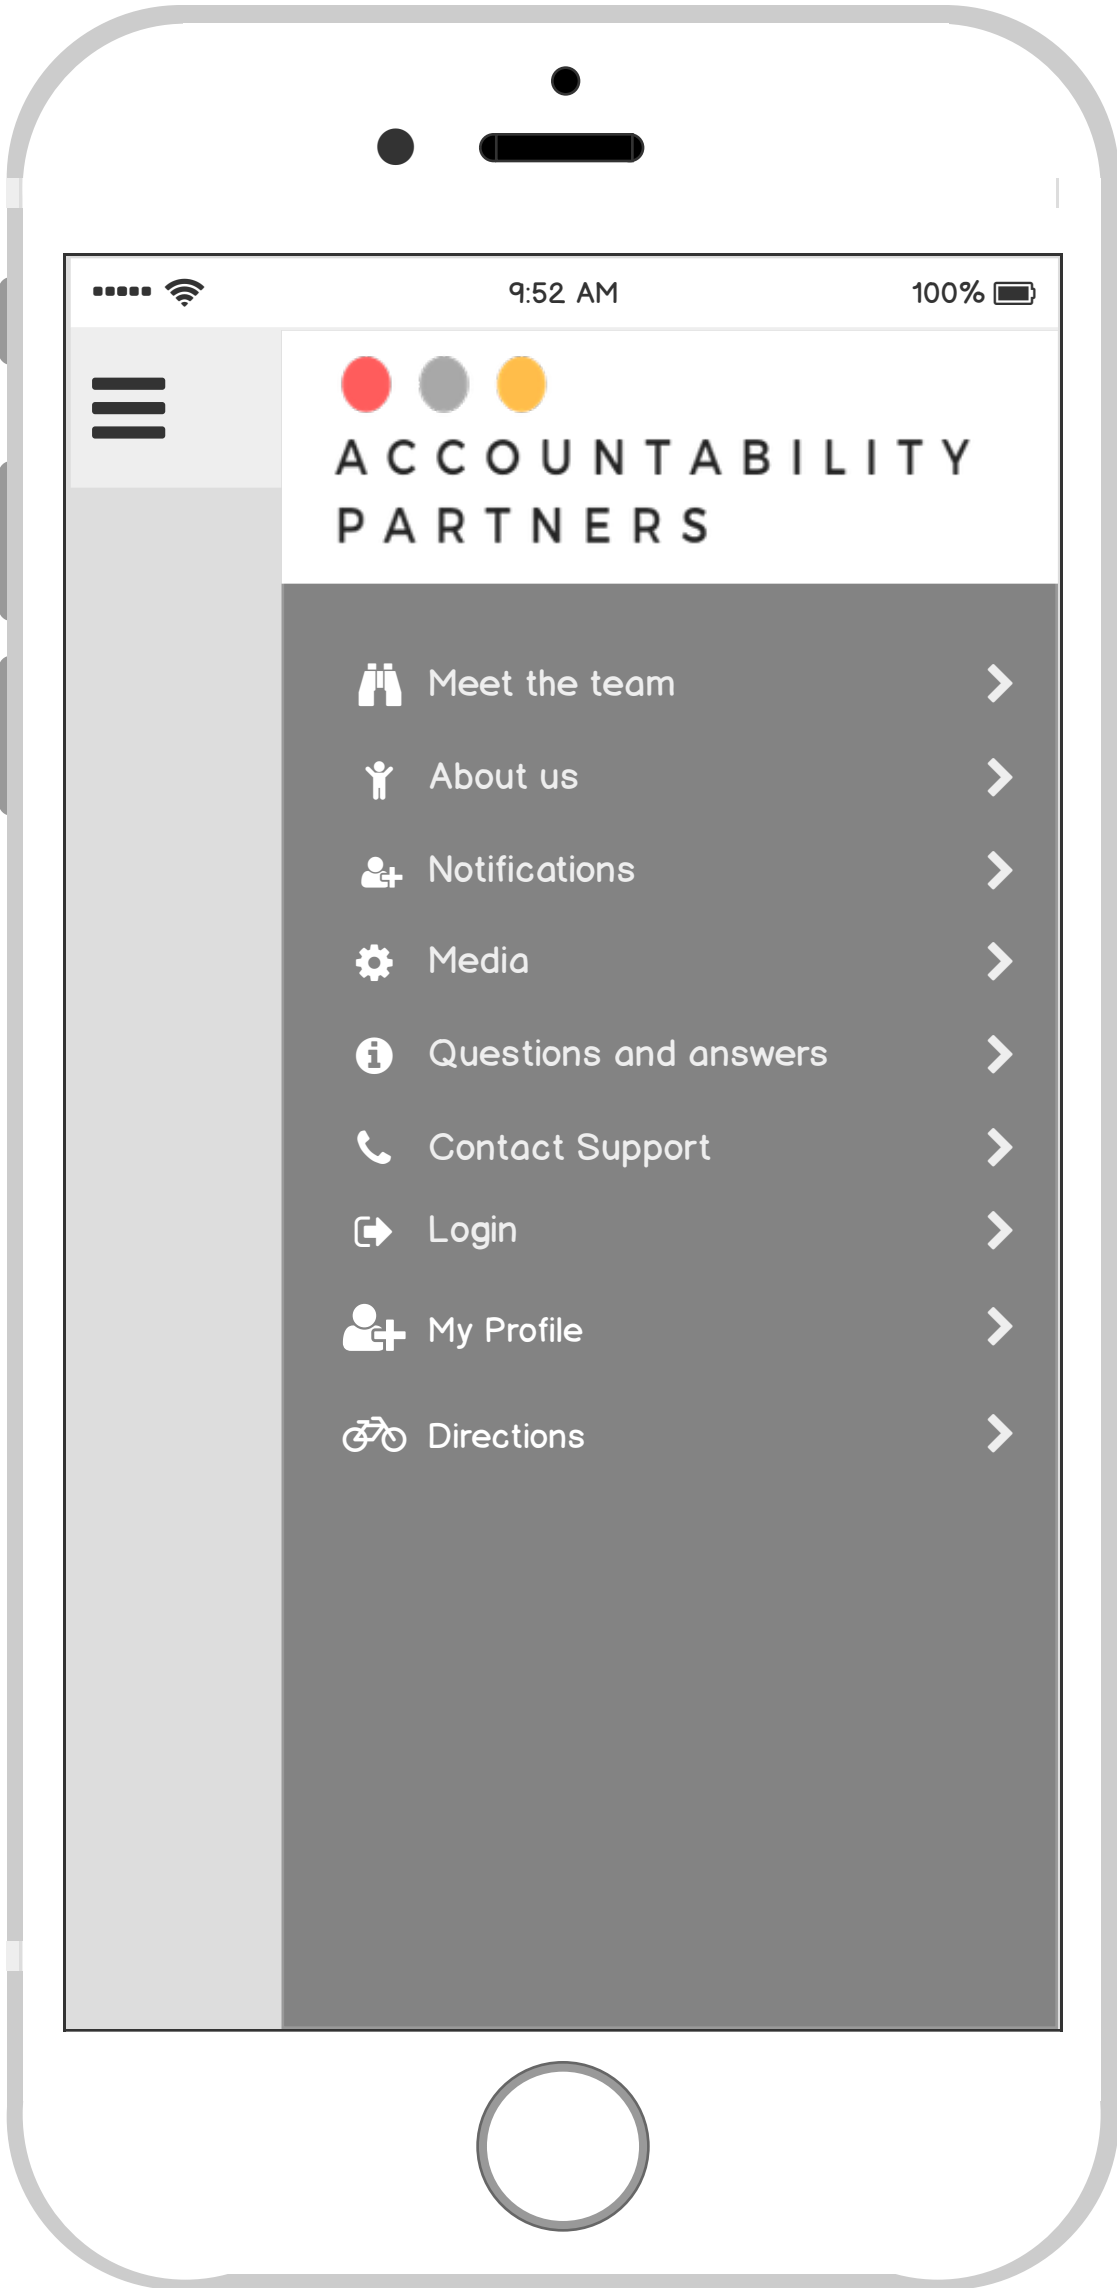 9:52 AM 100%
ACCOUNTABILITY
PARTNERS
Meet the team
About us
Notifications
Media
Questions and answers
Contact Support
Login
My Profile
Directions